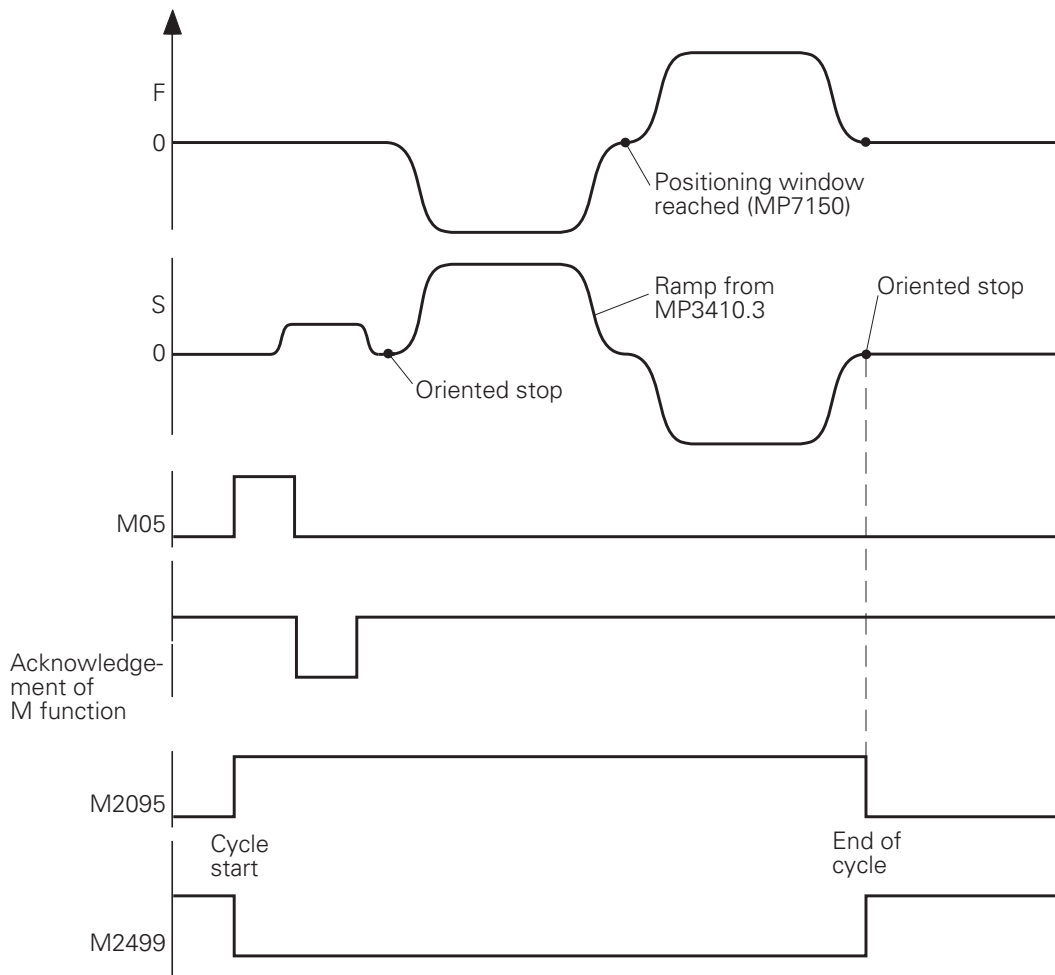 F
0
Positioning window
reached (MP7150)
S
0
Ramp from
MP3410.3
Oriented stop
Oriented stop
M05
Acknowledge-
ment of
M function
M2095
Cycle
start
End of
cycle
M2499